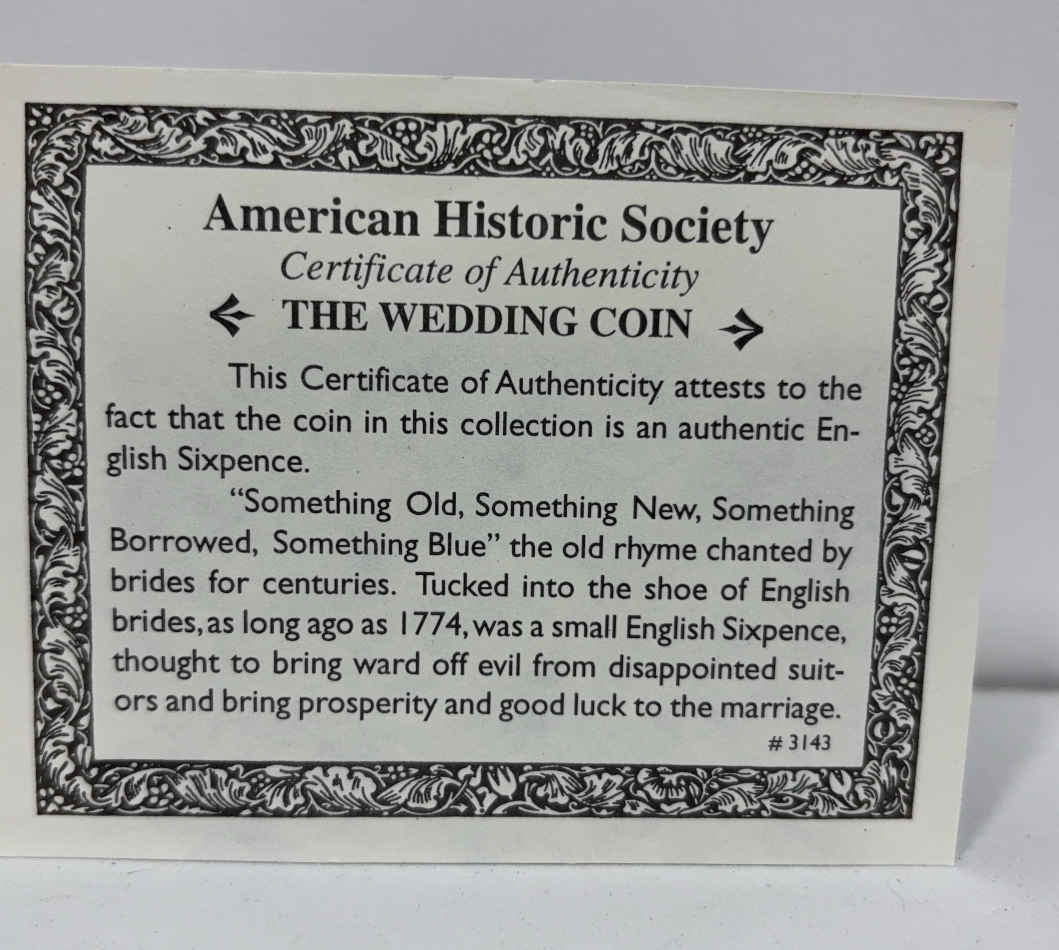 American Historic Society
Certificate of Authenticity
THE WEDDING COIN
This Certificate of Authenticity attests to the
fact that the coin in this collection is an authentic En-
glish Sixpence.
“Something Old, Something New, Something
Borrowed, Something Blue” the old rhyme chanted by
brides for centuries. Tucked into the shoe of English
brides, as long ago as 1774, was a small English Sixpence,
thought to bring ward off evil from disappointed suit-
ors and bring prosperity and good luck to the marriage.
# 3143